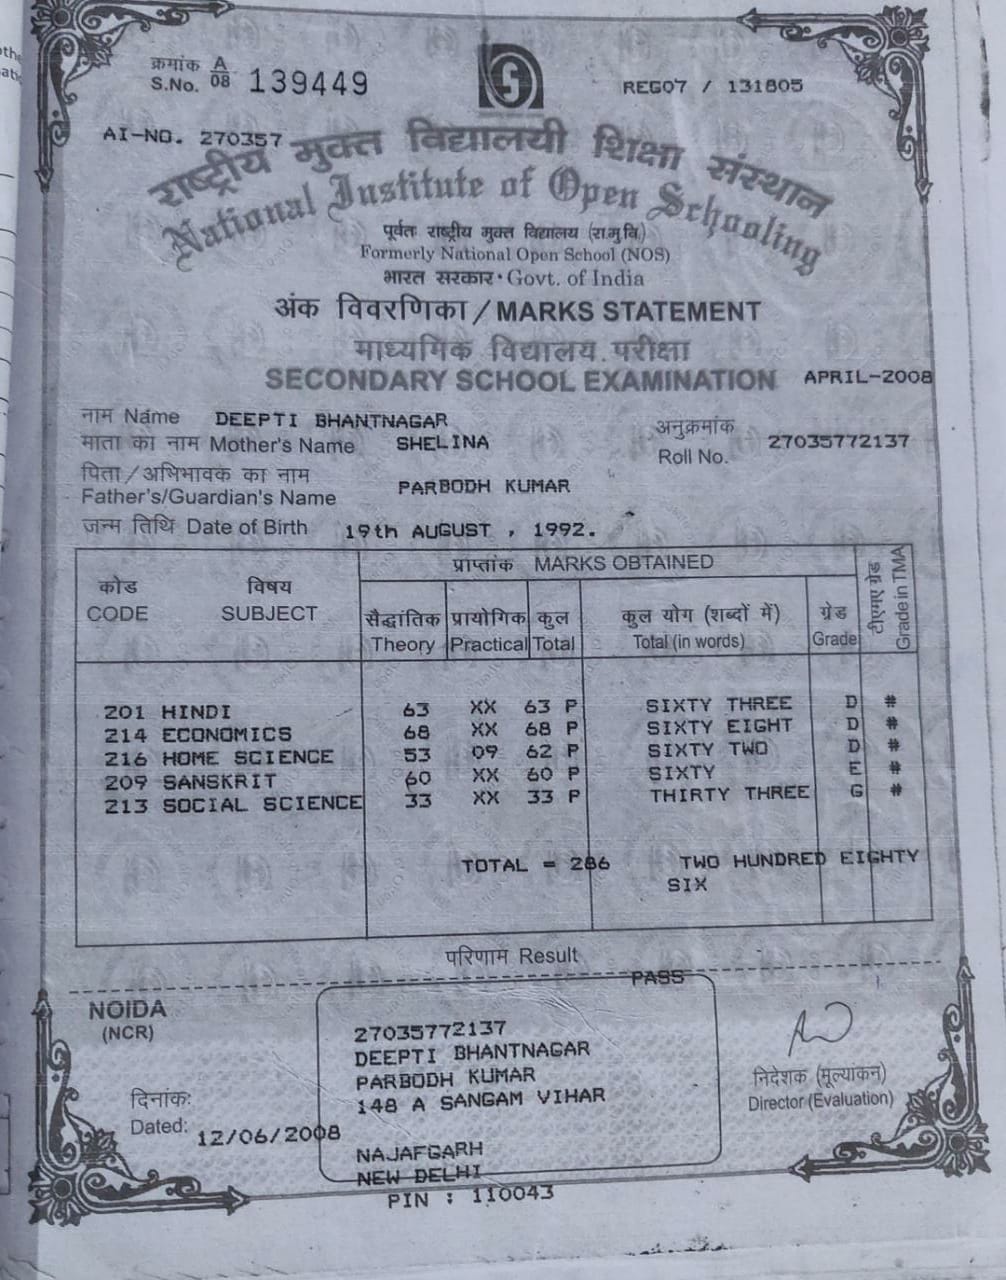 क्रमांक A
S.No. 08 139449
REG07 / 131805
AI-NO. 270357
राष्ट्रीय मुक्त विद्यालयी शिक्षा संस्थान
National Institute of Open Schooling
पूर्वतः राष्ट्रीय मुक्त विद्यालय (रा.मु.वि.)
Formerly National Open School (NOS)
भारत सरकार · Govt. of India
अंक विवरणिका / MARKS STATEMENT
माध्यमिक विद्यालय परीक्षा
SECONDARY SCHOOL EXAMINATION APRIL-2008
नाम Name DEEPTI BHANTNAGAR
माता का नाम Mother's Name SHELINA
अनुक्रमांक
Roll No. 27035772137
पिता/अभिभावक का नाम
Father's/Guardian's Name PARBODH KUMAR
जन्म तिथि Date of Birth 19th AUGUST , 1992.
कोड विषय प्राप्तांक MARKS OBTAINED टीएमए ग्रेड
CODE SUBJECT Grade in TMA
सैद्धांतिक प्रायोगिक कुल कुल योग (शब्दों में) ग्रेड
Theory Practical Total Total (in words) Grade
201 HINDI 63 XX 63 P SIXTY THREE D #
214 ECONOMICS 68 XX 68 P SIXTY EIGHT D #
216 HOME SCIENCE 53 09 62 P SIXTY TWO D #
209 SANSKRIT 60 XX 60 P SIXTY E #
213 SOCIAL SCIENCE 33 XX 33 P THIRTY THREE G #
TOTAL = 286 TWO HUNDRED EIGHTY
SIX
परिणाम Result
PASS
NOIDA
(NCR)
27035772137
DEEPTI BHANTNAGAR
PARBODH KUMAR
148 A SANGAM VIHAR
NAJAFGARH
NEW DELHI
PIN : 110043
निदेशक (मूल्यांकन)
Director (Evaluation)
दिनांक:
Dated: 12/06/2008